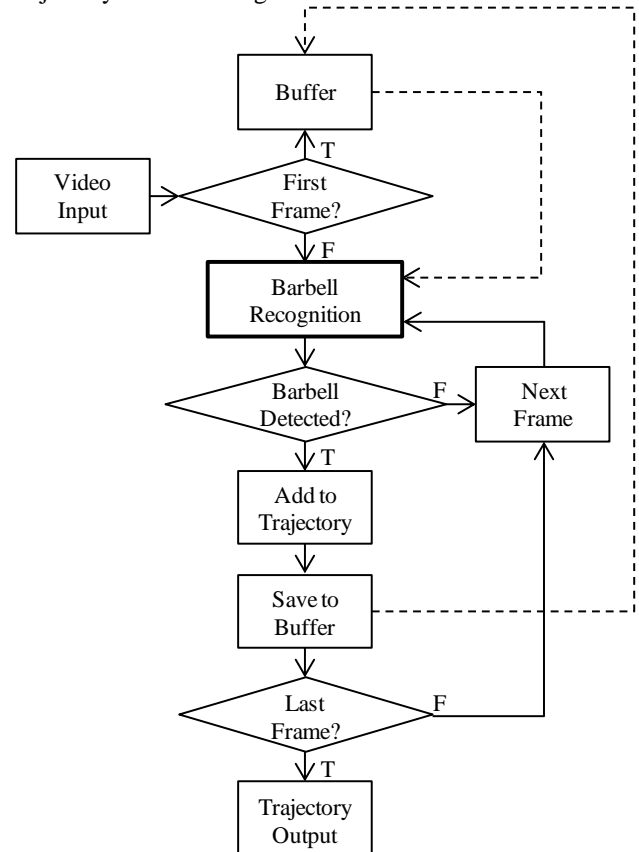 Buffer
T
Video
Input
First
Frame?
F
Barbell
Recognition
Barbell
Detected?
F
Next
Frame
T
Add to
Trajectory
Save to
Buffer
Last
Frame?
F
T
Trajectory
Output